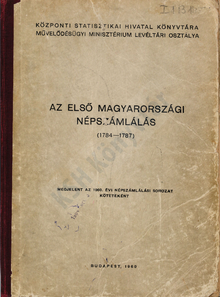 KÖZPONTI STATISZTIKAI HIVATAL KÖNYVTÁRA
MŰVELŐDÉSÜGYI MINISZTÉRIUM LEVÉLTÁRI OSZTÁLYA
AZ ELSŐ MAGYARORSZÁGI
NÉPSZÁMLÁLÁS
(1784—1787)
MEGJELENT AZ 1960. ÉVI NÉPSZÁMLÁLÁSI SOROZAT
KÖTETEKÉNT
BUDAPEST, 1960